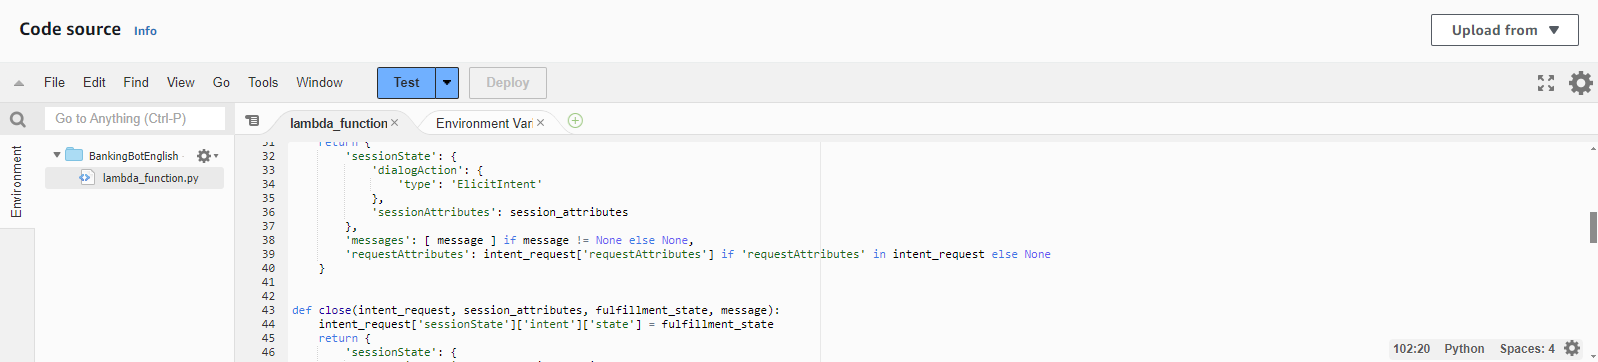 Code source Info
Upload from
File Edit Find View Go Tools Window Test Deploy
Go to Anything (Ctrl-P)
lambda_function × Environment Var ×
Environment
BankingBotEnglish
lambda_function.py
31 return {
32 'sessionState': {
33 'dialogAction': {
34 'type': 'ElicitIntent'
35 },
36 'sessionAttributes': session_attributes
37 },
38 'messages': [ message ] if message != None else None,
39 'requestAttributes': intent_request['requestAttributes'] if 'requestAttributes' in intent_request else None
40 }
41
42
43 def close(intent_request, session_attributes, fulfillment_state, message):
44 intent_request['sessionState']['intent']['state'] = fulfillment_state
45 return {
46 'sessionState': {
102:20 Python Spaces: 4